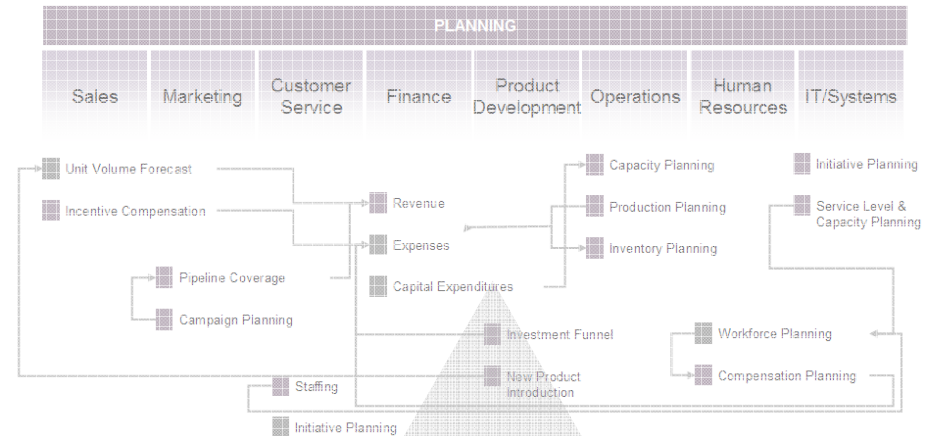 PLANNING
Sales
Marketing
Customer
Service
Finance
Product
Development
Operations
Human
Resources
IT/Systems
Unit Volume Forecast
Incentive Compensation
Pipeline Coverage
Campaign Planning
Staffing
Initiative Planning
Revenue
Expenses
Capital Expenditures
Investment Funnel
New Product
Introduction
Capacity Planning
Production Planning
Inventory Planning
Workforce Planning
Compensation Planning
Initiative Planning
Service Level &
Capacity Planning